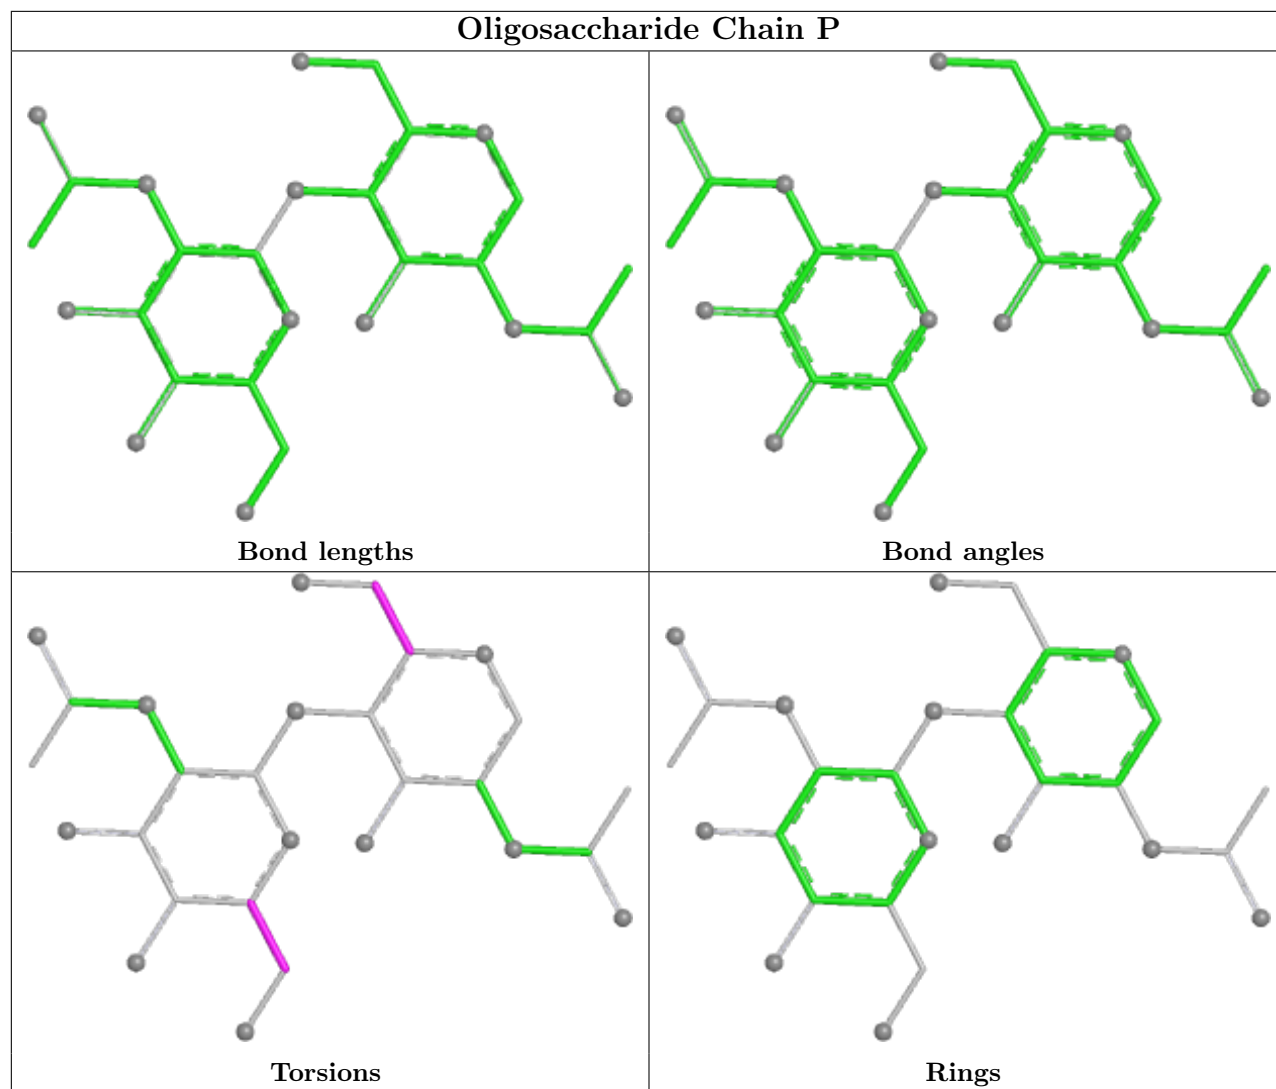 Oligosaccharide Chain P
Bond lengths
Bond angles
Torsions
Rings